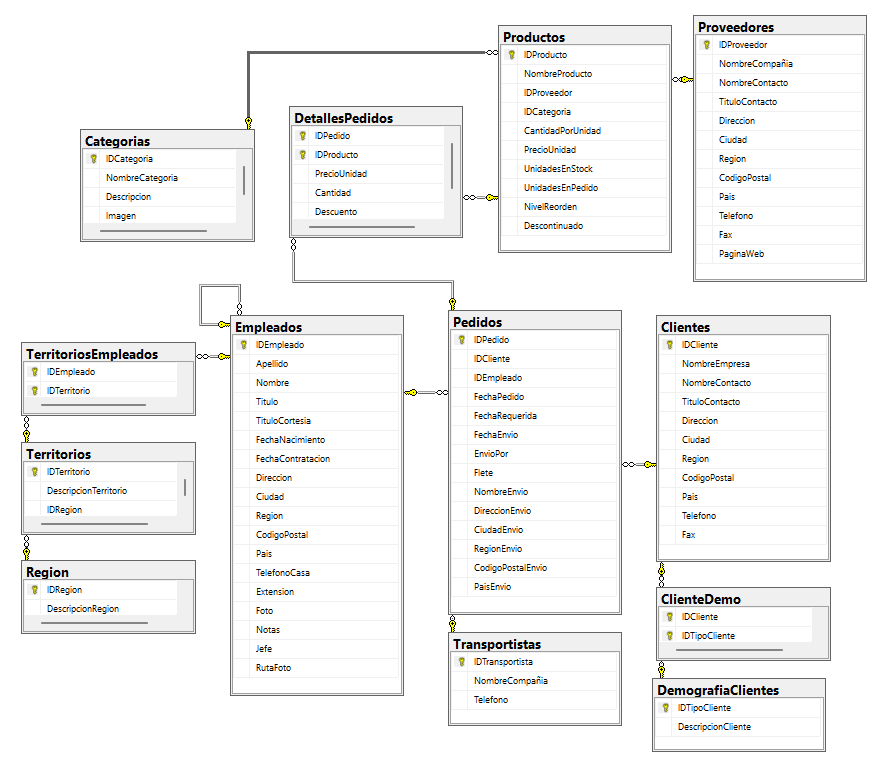 Productos
IDProducto
NombreProducto
IDProveedor
IDCategoria
CantidadPorUnidad
PrecioUnidad
UnidadesEnStock
UnidadesEnPedido
NivelReorden
Descontinuado
Proveedores
IDProveedor
NombreCompañia
NombreContacto
TituloContacto
Direccion
Ciudad
Region
CodigoPostal
Pais
Telefono
Fax
PaginaWeb
DetallesPedidos
IDPedido
IDProducto
PrecioUnidad
Cantidad
Descuento
Categorias
IDCategoria
NombreCategoria
Descripcion
Imagen
Empleados
IDEmpleado
Apellido
Nombre
Titulo
TituloCortesia
FechaNacimiento
FechaContratacion
Direccion
Ciudad
Region
CodigoPostal
Pais
TelefonoCasa
Extension
Foto
Notas
Jefe
RutaFoto
Pedidos
IDPedido
IDCliente
IDEmpleado
FechaPedido
FechaRequerida
FechaEnvio
EnvioPor
Flete
NombreEnvio
DireccionEnvio
CiudadEnvio
RegionEnvio
CodigoPostalEnvio
PaisEnvio
Clientes
IDCliente
NombreEmpresa
NombreContacto
TituloContacto
Direccion
Ciudad
Region
CodigoPostal
Pais
Telefono
Fax
TerritoriosEmpleados
IDEmpleado
IDTerritorio
Territorios
IDTerritorio
DescripcionTerritorio
IDRegion
Region
IDRegion
DescripcionRegion
Transportistas
IDTransportista
NombreCompañia
Telefono
ClienteDemo
IDCliente
IDTipoCliente
DemografiaClientes
IDTipoCliente
DescripcionCliente